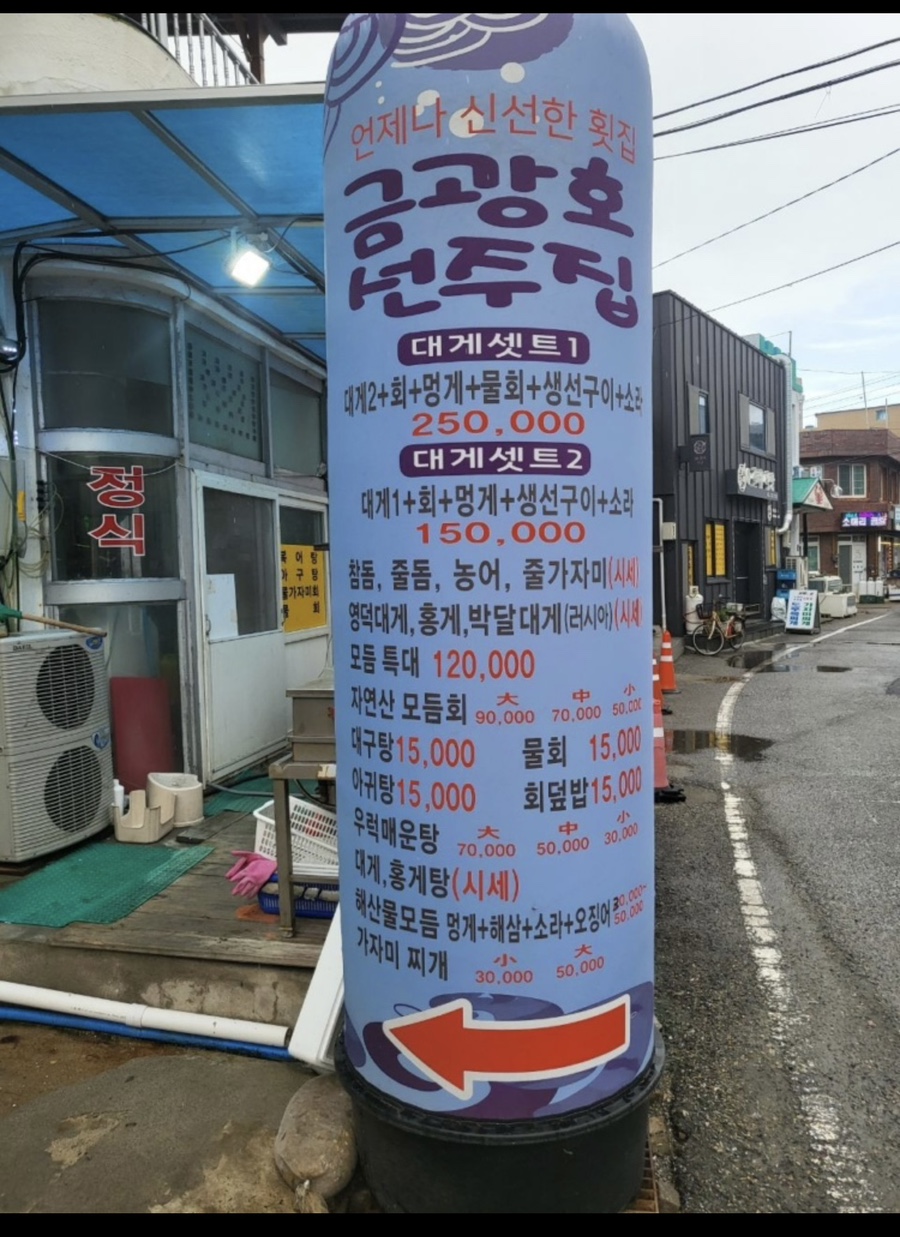 언제나 신선한 횟집
금광호
선주집
대게셋트1
대게2+회+멍게+물회+생선구이+소라
250,000
대게셋트2
대게1+회+멍게+생선구이+소라
150,000
참돔, 줄돔, 농어, 줄가자미(시세)
영덕대게,홍게,박달대게(러시아)(시세)
모듬 특대 120,000
자연산 모듬회 大 90,000 中 70,000 小 50,000
대구탕15,000 물회 15,000
아귀탕15,000 회덮밥15,000
우럭매운탕 大 70,000 中 50,000 小 30,000
대게,홍게탕(시세)
해산물모듬 멍게+해삼+소라+오징어 50,000
가자미 찌개 小 30,000 大 50,000
정식